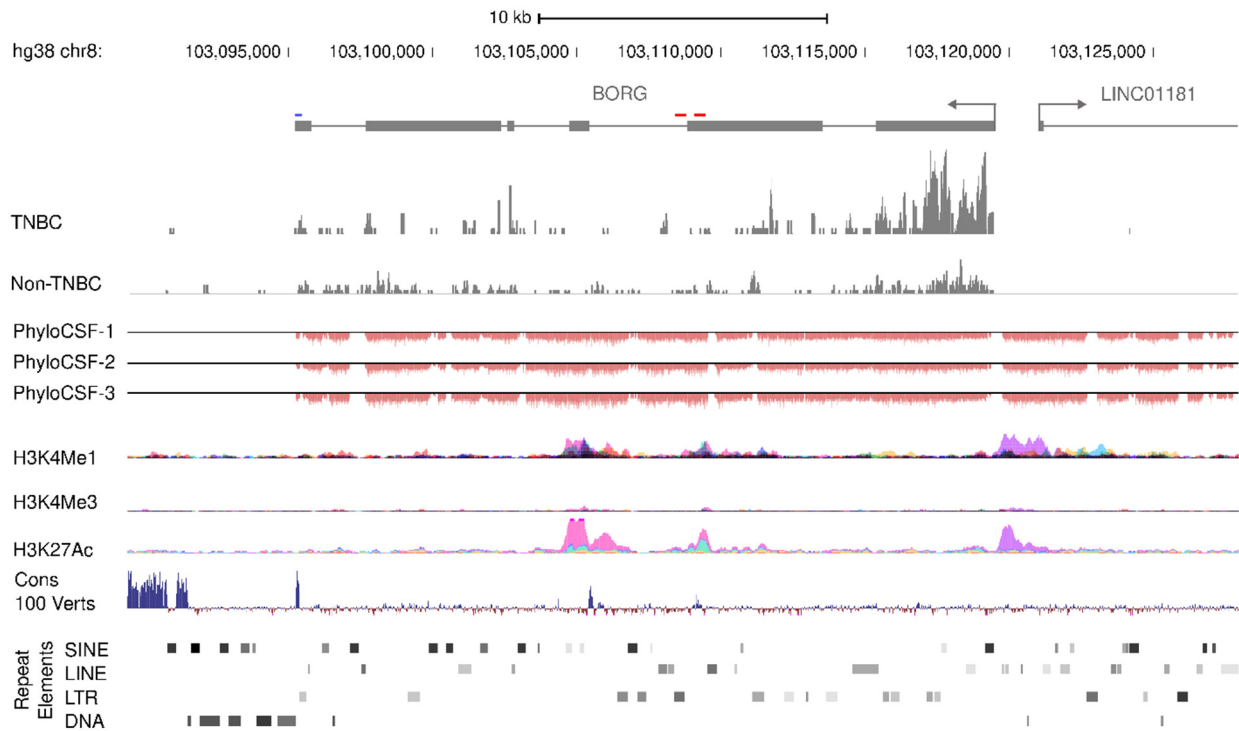 10 kb
hg38 chr8: 103,095,000 103,100,000 103,105,000 103,110,000 103,115,000 103,120,000 103,125,000
BORG LINC01181
TNBC
Non-TNBC
PhyloCSF-1
PhyloCSF-2
PhyloCSF-3
H3K4Me1
H3K4Me3
H3K27Ac
Cons
100 Verts
Repeat
Elements
SINE
LINE
LTR
DNA